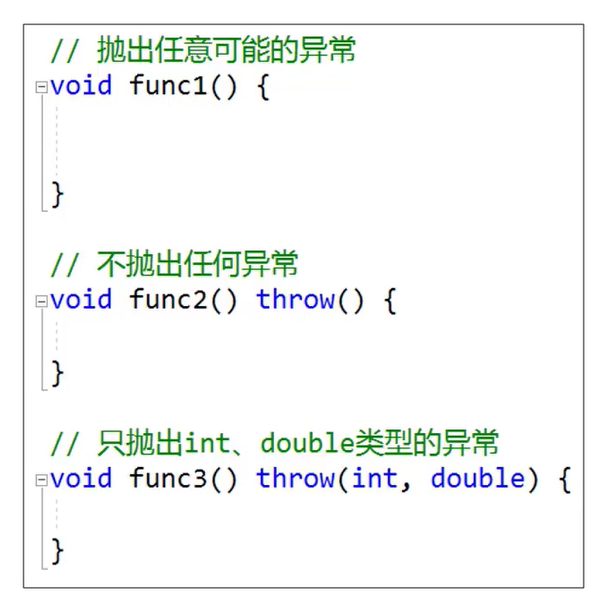 // 抛出任意可能的异常
void func1() {
}
// 不抛出任何异常
void func2() throw() {
}
// 只抛出int、double类型的异常
void func3() throw(int, double) {
}